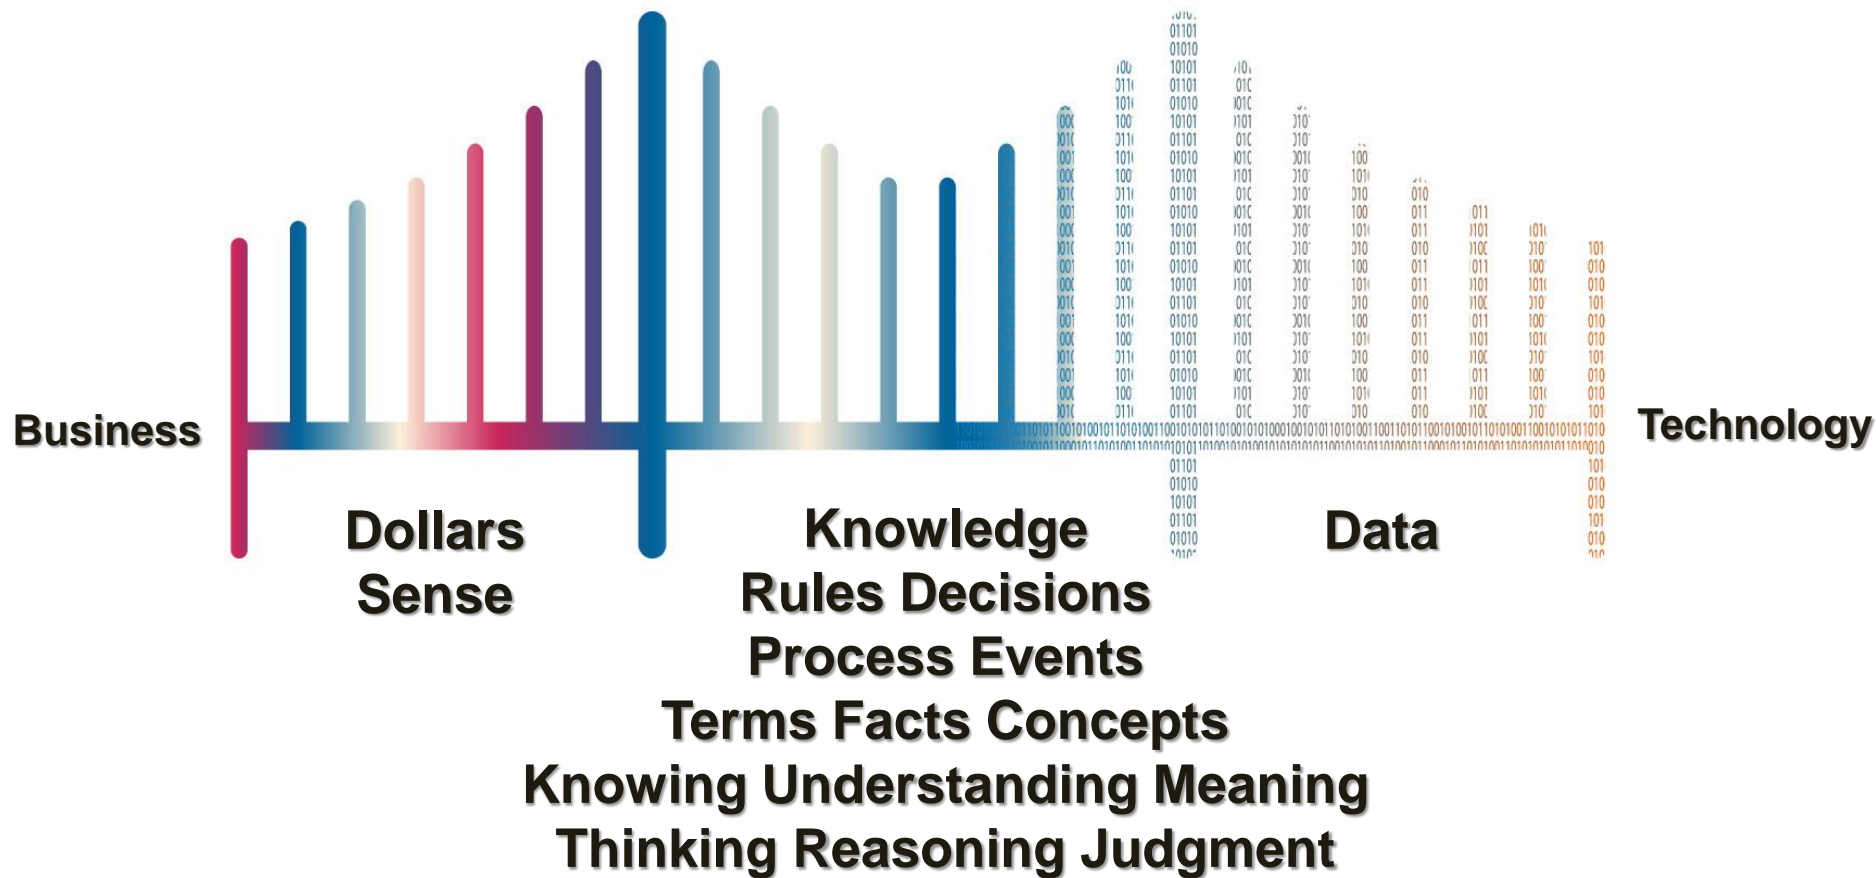 Business
Technology
Dollars
Sense
Knowledge
Rules Decisions
Process Events
Terms Facts Concepts
Knowing Understanding Meaning
Thinking Reasoning Judgment
Data